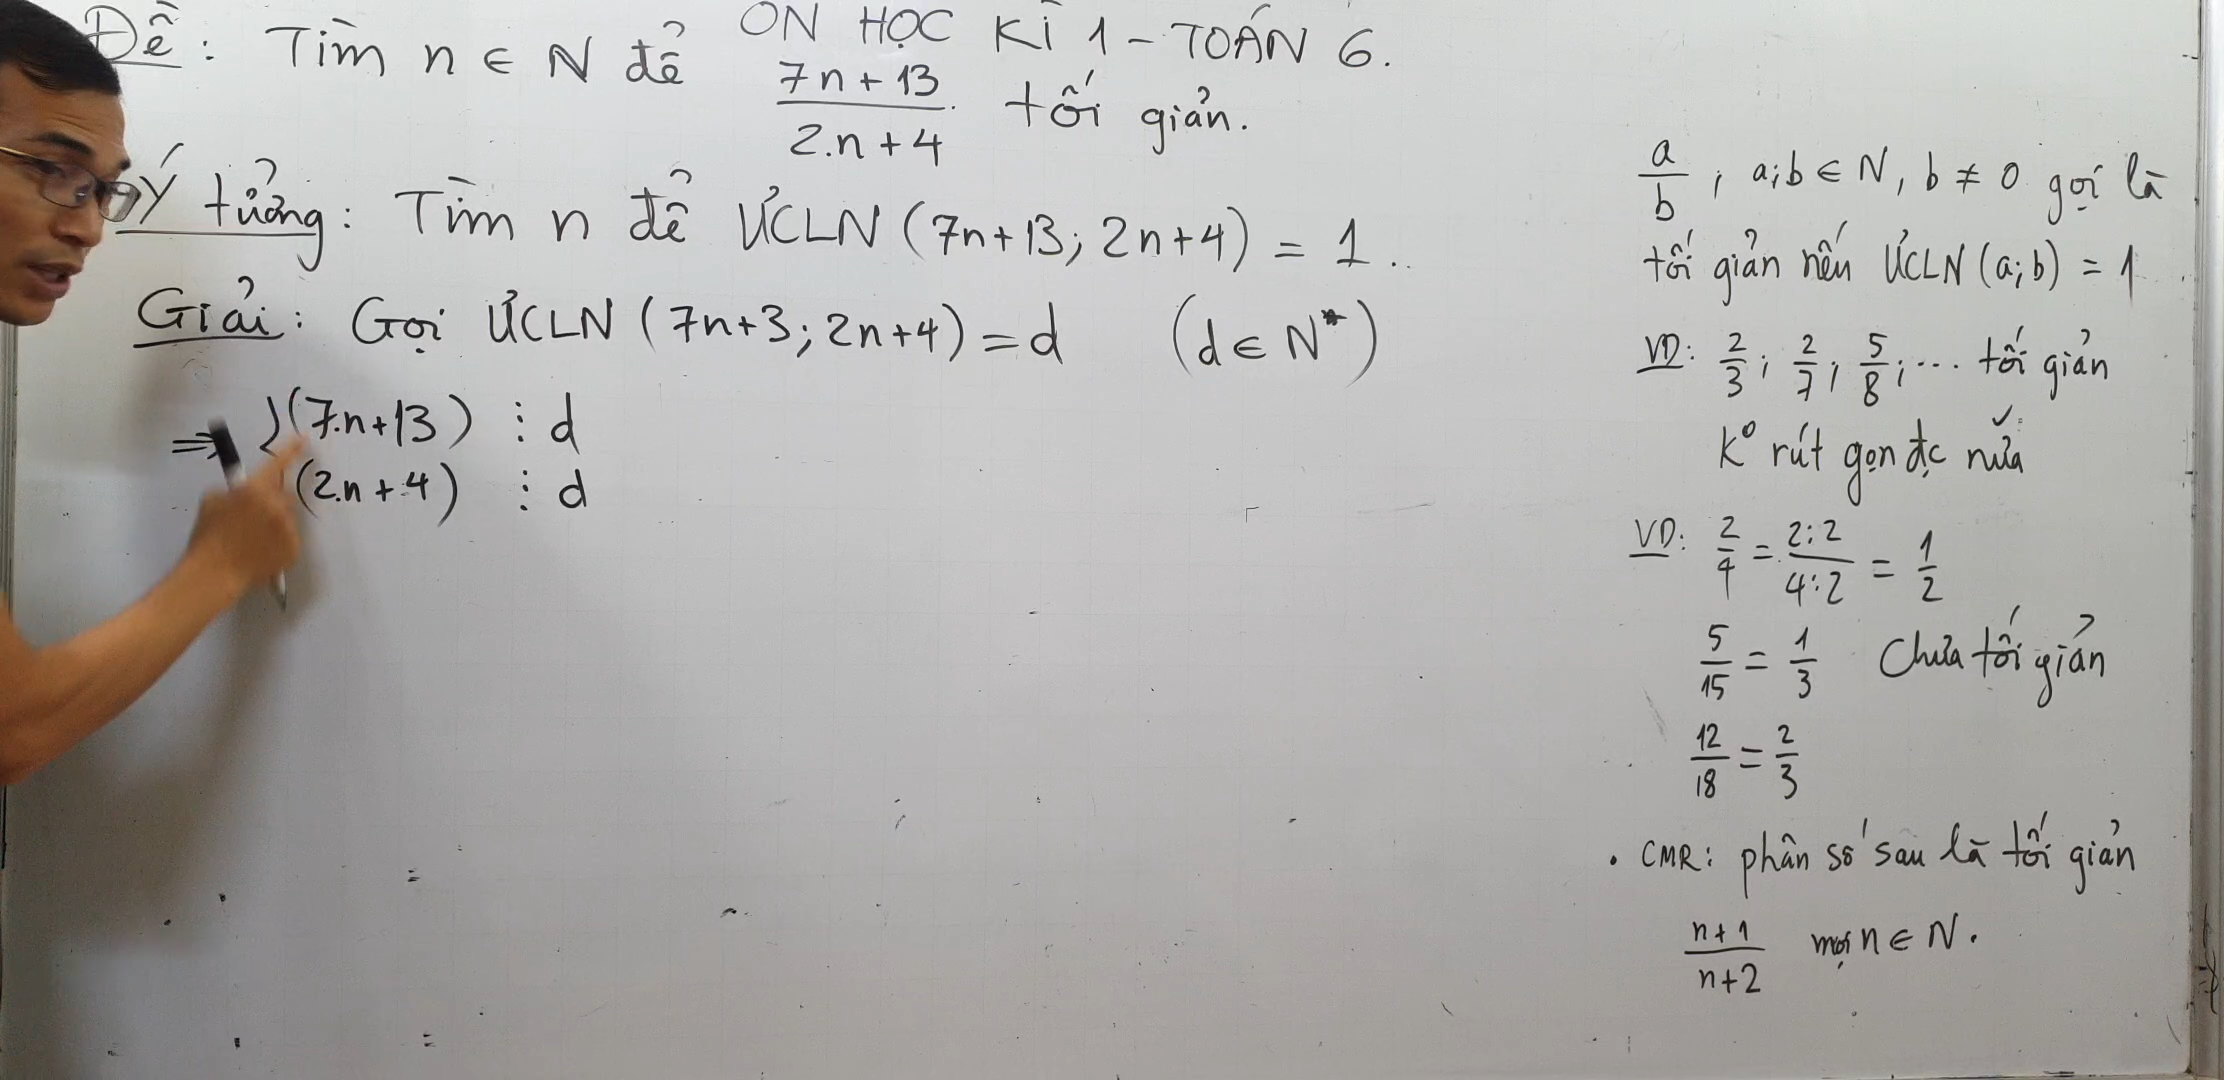 ÔN HỌC KÌ 1 - TOÁN 6.
Đề: Tìm n ∈ N để (7n+13)/(2.n+4) tối giản.
Ý tưởng: Tìm n để ƯCLN (7n+13; 2n+4) = 1.
Giải: Gọi ƯCLN (7n+3; 2n+4) = d (d ∈ N*)
⇒ (7.n+13) ⋮ d
(2.n+4) ⋮ d
a/b ; a;b ∈ N, b ≠ 0 gọi là
tối giản nếu ƯCLN (a;b) = 1
VD: 2/3 ; 2/7 ; 5/8 ; ... tối giản
K° rút gọn đc nữa
VD: 2/4 = (2:2)/(4:2) = 1/2
5/15 = 1/3 Chưa tối giản
12/18 = 2/3
. CMR: phân số sau là tối giản
(n+1)/(n+2) mọi n ∈ N.